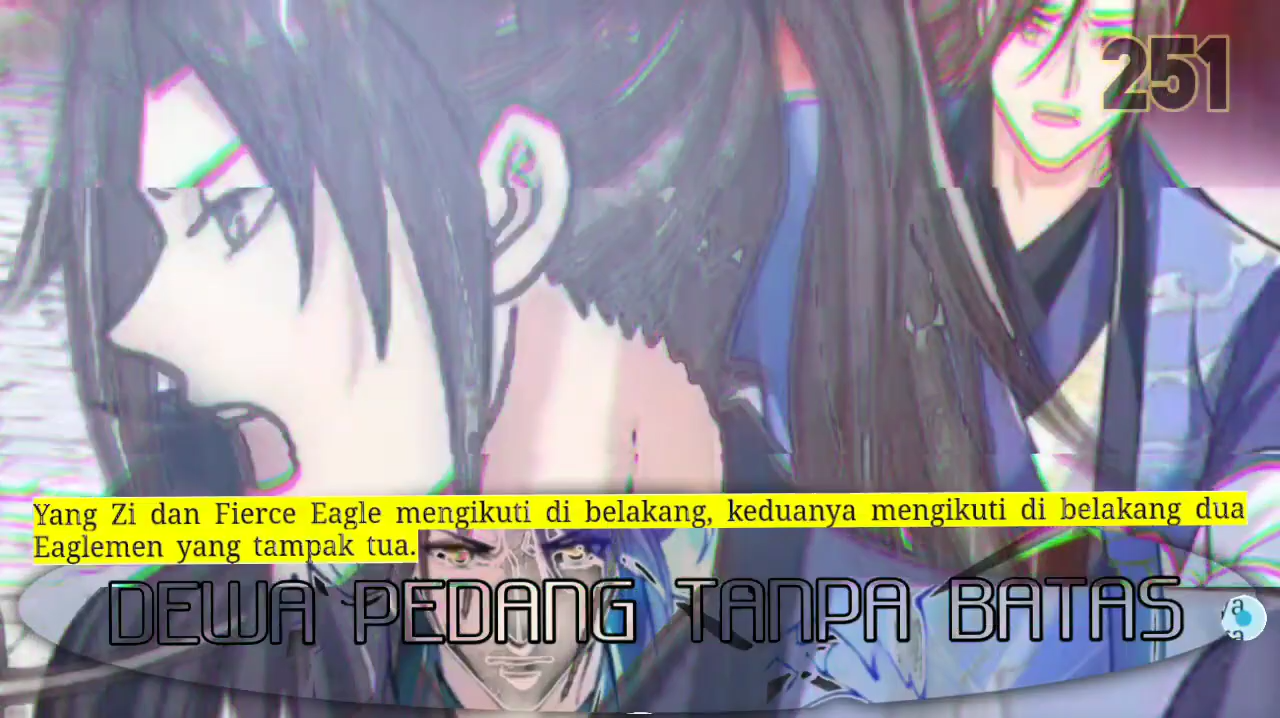 251
Yang Zi dan Fierce Eagle mengikuti di belakang, keduanya mengikuti di belakang dua
Eaglemen yang tampak tua.
DEWA PEDANG TANPA BATAS